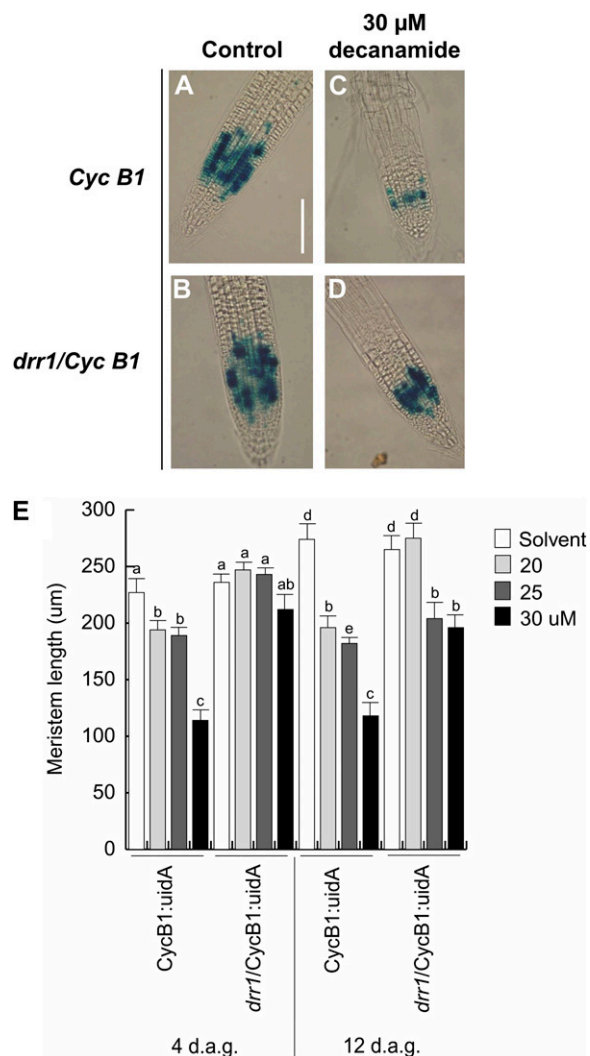 30 µM
Control decanamide
A C
Cyc B1
B D
drr1/Cyc B1
E
300
250
200
150
100
50
0
Meristem length (um)
a b b c a a a ab d b e c d d b b
Solvent
20
25
30 uM
CycB1:uidA
drr1/CycB1:uidA
CycB1:uidA
drr1/CycB1:uidA
4 d.a.g. 12 d.a.g.